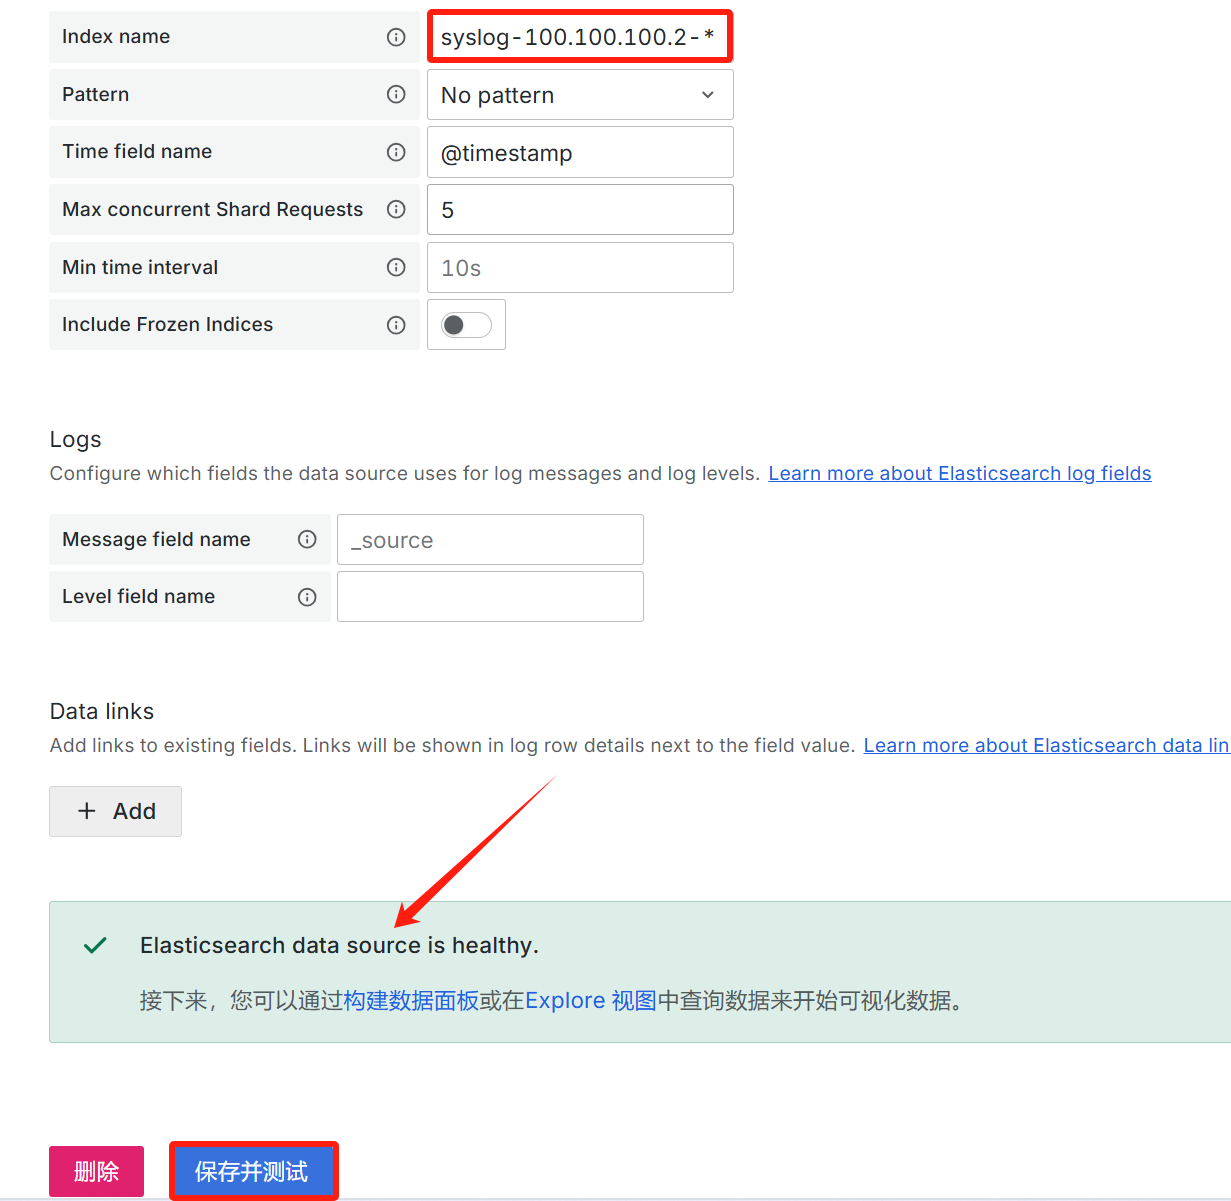 Index name
syslog-100.100.100.2-*
Pattern
No pattern
Time field name
@timestamp
Max concurrent Shard Requests
5
Min time interval
10s
Include Frozen Indices
Logs
Configure which fields the data source uses for log messages and log levels. Learn more about Elasticsearch log fields
Message field name
_source
Level field name
Data links
Add links to existing fields. Links will be shown in log row details next to the field value. Learn more about Elasticsearch data lin
+ Add
Elasticsearch data source is healthy.
接下来，您可以通过构建数据面板或在Explore 视图中查询数据来开始可视化数据。
删除
保存并测试